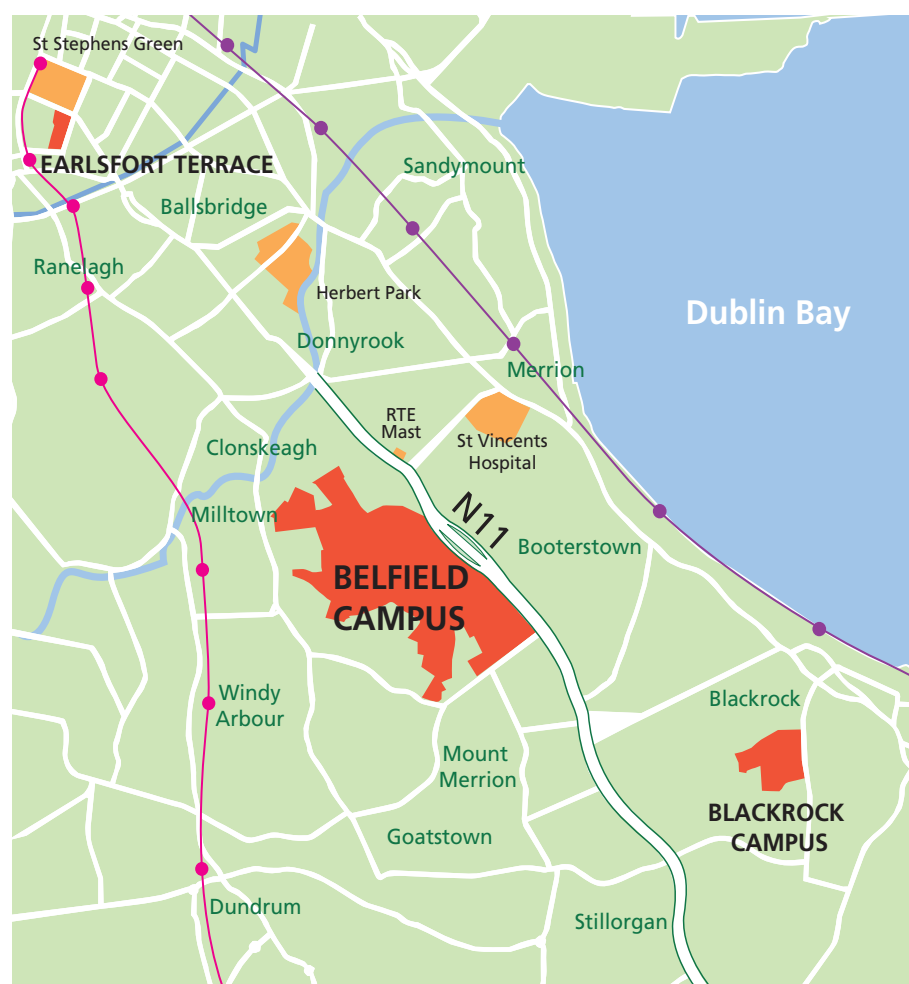 St Stephens Green
EARLSFORT TERRACE
Sandymount
Ballsbridge
Ranelagh
Herbert Park
Dublin Bay
Donnyrook
Merrion
RTE
Mast
St Vincents
Hospital
Clonskeagh
N11
Milltown
Booterstown
BELFIELD
CAMPUS
Windy
Arbour
Blackrock
Mount
Merrion
BLACKROCK
CAMPUS
Goatstown
Dundrum
Stillorgan